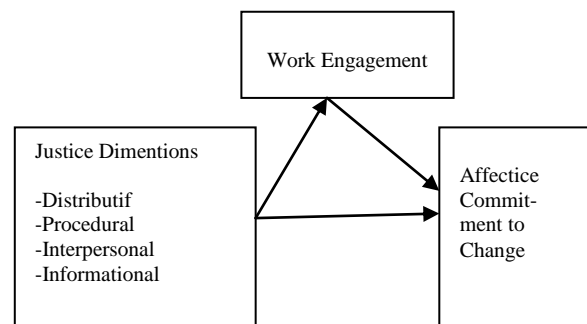 Work Engagement
Justice Dimentions
-Distributif
-Procedural
-Interpersonal
-Informational
Affectice
Commit-
ment to
Change